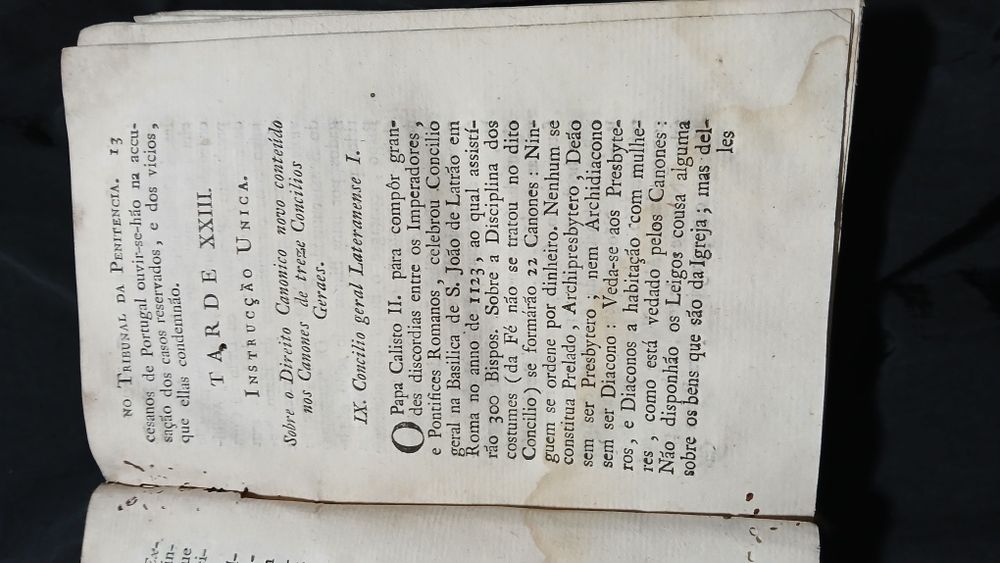 NO TRIBUNAL DA PENITENCIA. 13
cesanos de Portugal ouvir-se-hão na accu-
sação dos casos reservados, e dos vicios,
que ellas condemnão.
TARDE XXIII.
INSTRUCÇÃO UNICA.
Sobre o Direito Canonico novo conteúdo
nos Canones de treze Concilios
Geraes.
IX. Concilio geral Lateranense I.
O Papa Calisto II. para compôr gran-
des discordias entre os Imperadores,
e Pontifices Romanos, celebrou Concilio
geral na Basilica de S. João de Latrão em
Roma no anno de 1123, ao qual assistí-
rão 300 Bispos. Sobre a Disciplina dos
costumes (da Fé não se tratou no dito
Concilio) se formárão 22 Canones: Nin-
guem se ordene por dinheiro. Nenhum se
constitua Prelado, Archipresbytero, Deão
sem ser Presbytero; nem Archidiacono
sem ser Diacono: Veda-se aos Presbyte-
ros, e Diaconos a habitação com mulhe-
res, como está vedado pelos Canones:
Não disponhão os Leigos cousa alguma
sobre os bens que são da Igreja; mas del-
les
Ex-
in-
ue
ri-